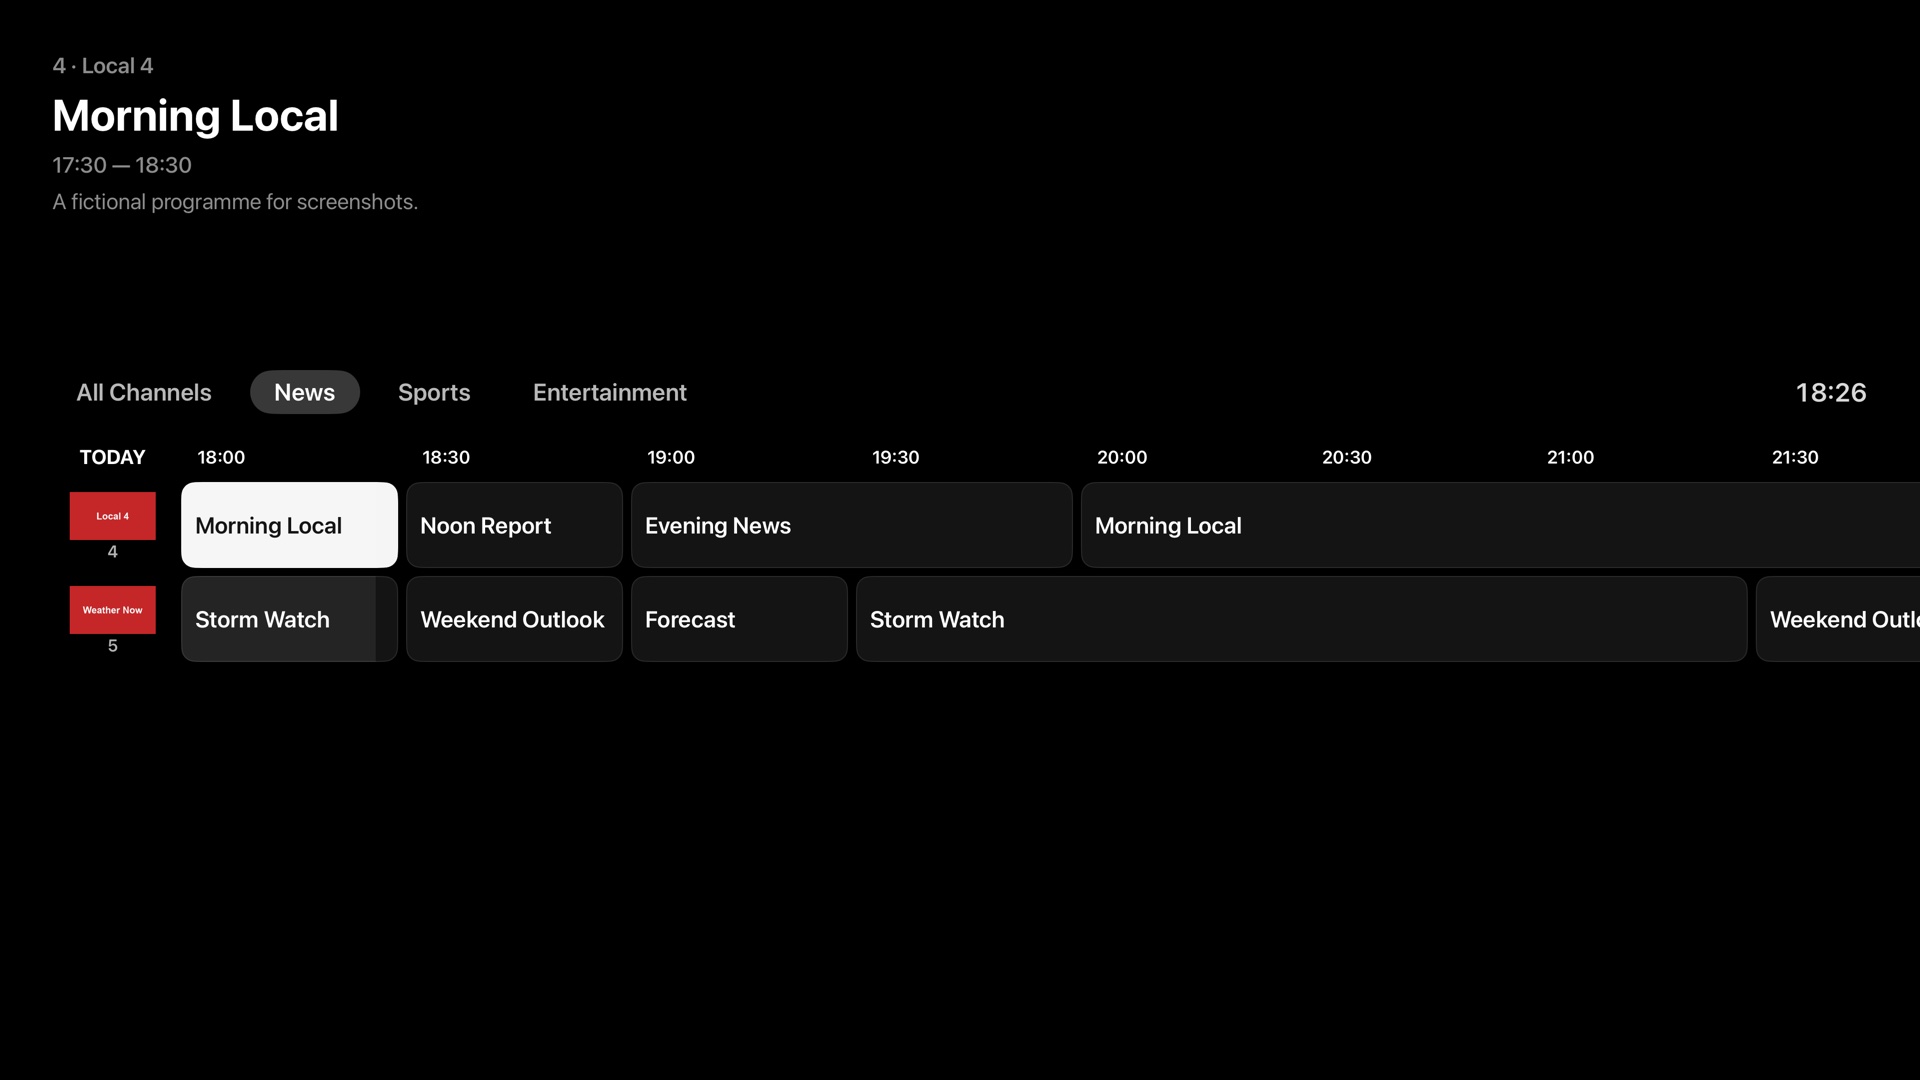 4 · Local 4
Morning Local
17:30 — 18:30
A fictional programme for screenshots.
All Channels News Sports Entertainment 18:26
TODAY 18:00 18:30 19:00 19:30 20:00 20:30 21:00 21:30
Local 4
4
Morning Local Noon Report Evening News Morning Local
Weather Now
5
Storm Watch Weekend Outlook Forecast Storm Watch Weekend Outl